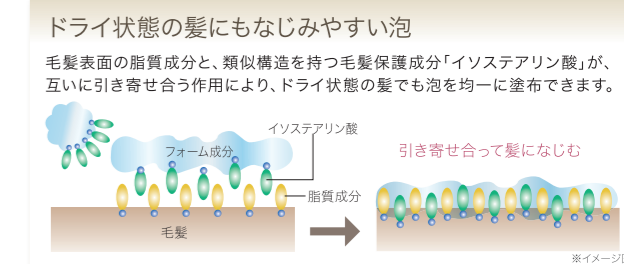 ドライ状態の髪にもなじみやすい泡
毛髪表面の脂質成分と、類似構造を持つ毛髪保護成分「イソステアリン酸」が、
互いに引き寄せ合う作用により、ドライ状態の髪でも泡を均一に塗布できます。
イソステアリン酸
フォーム成分
引き寄せ合って髪になじむ
脂質成分
毛髪
※イメージ